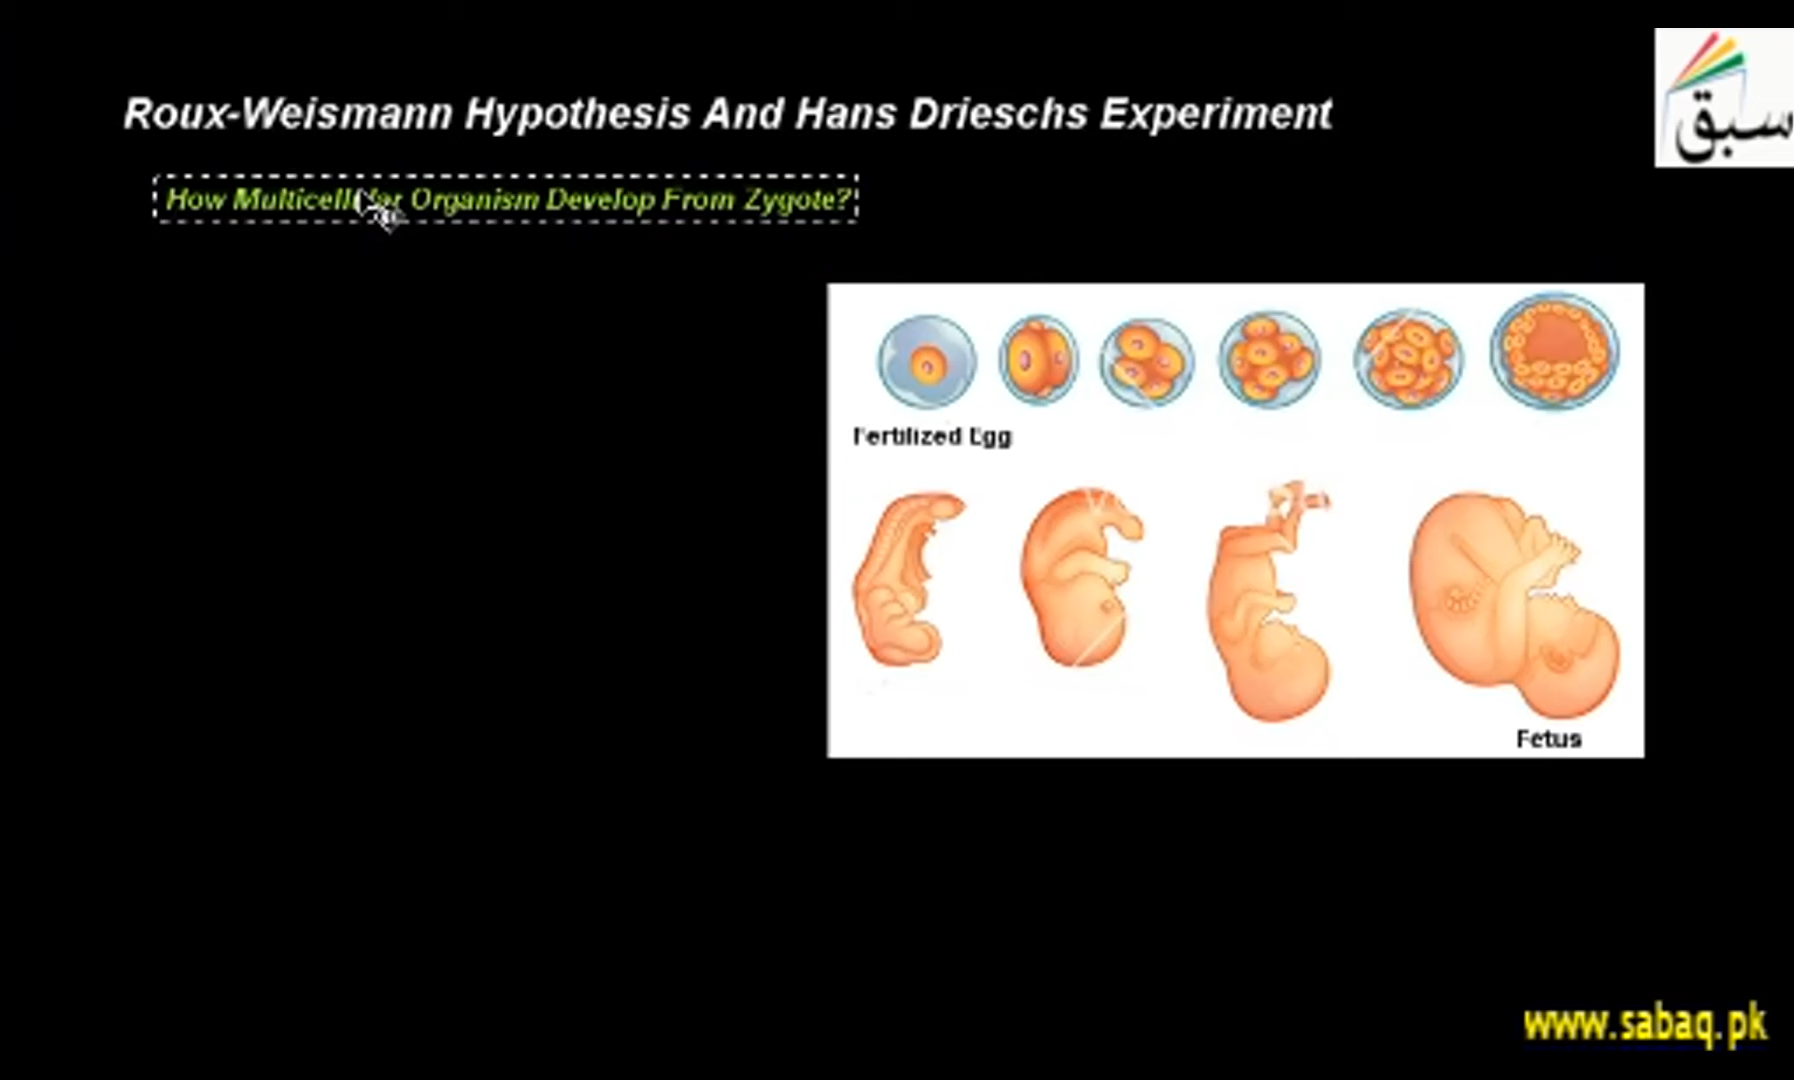 Roux-Weismann Hypothesis And Hans Drieschs Experiment
سبق
How Multicellular Organism Develop From Zygote?
Fertilized Egg
Fetus
www.sabaq.pk